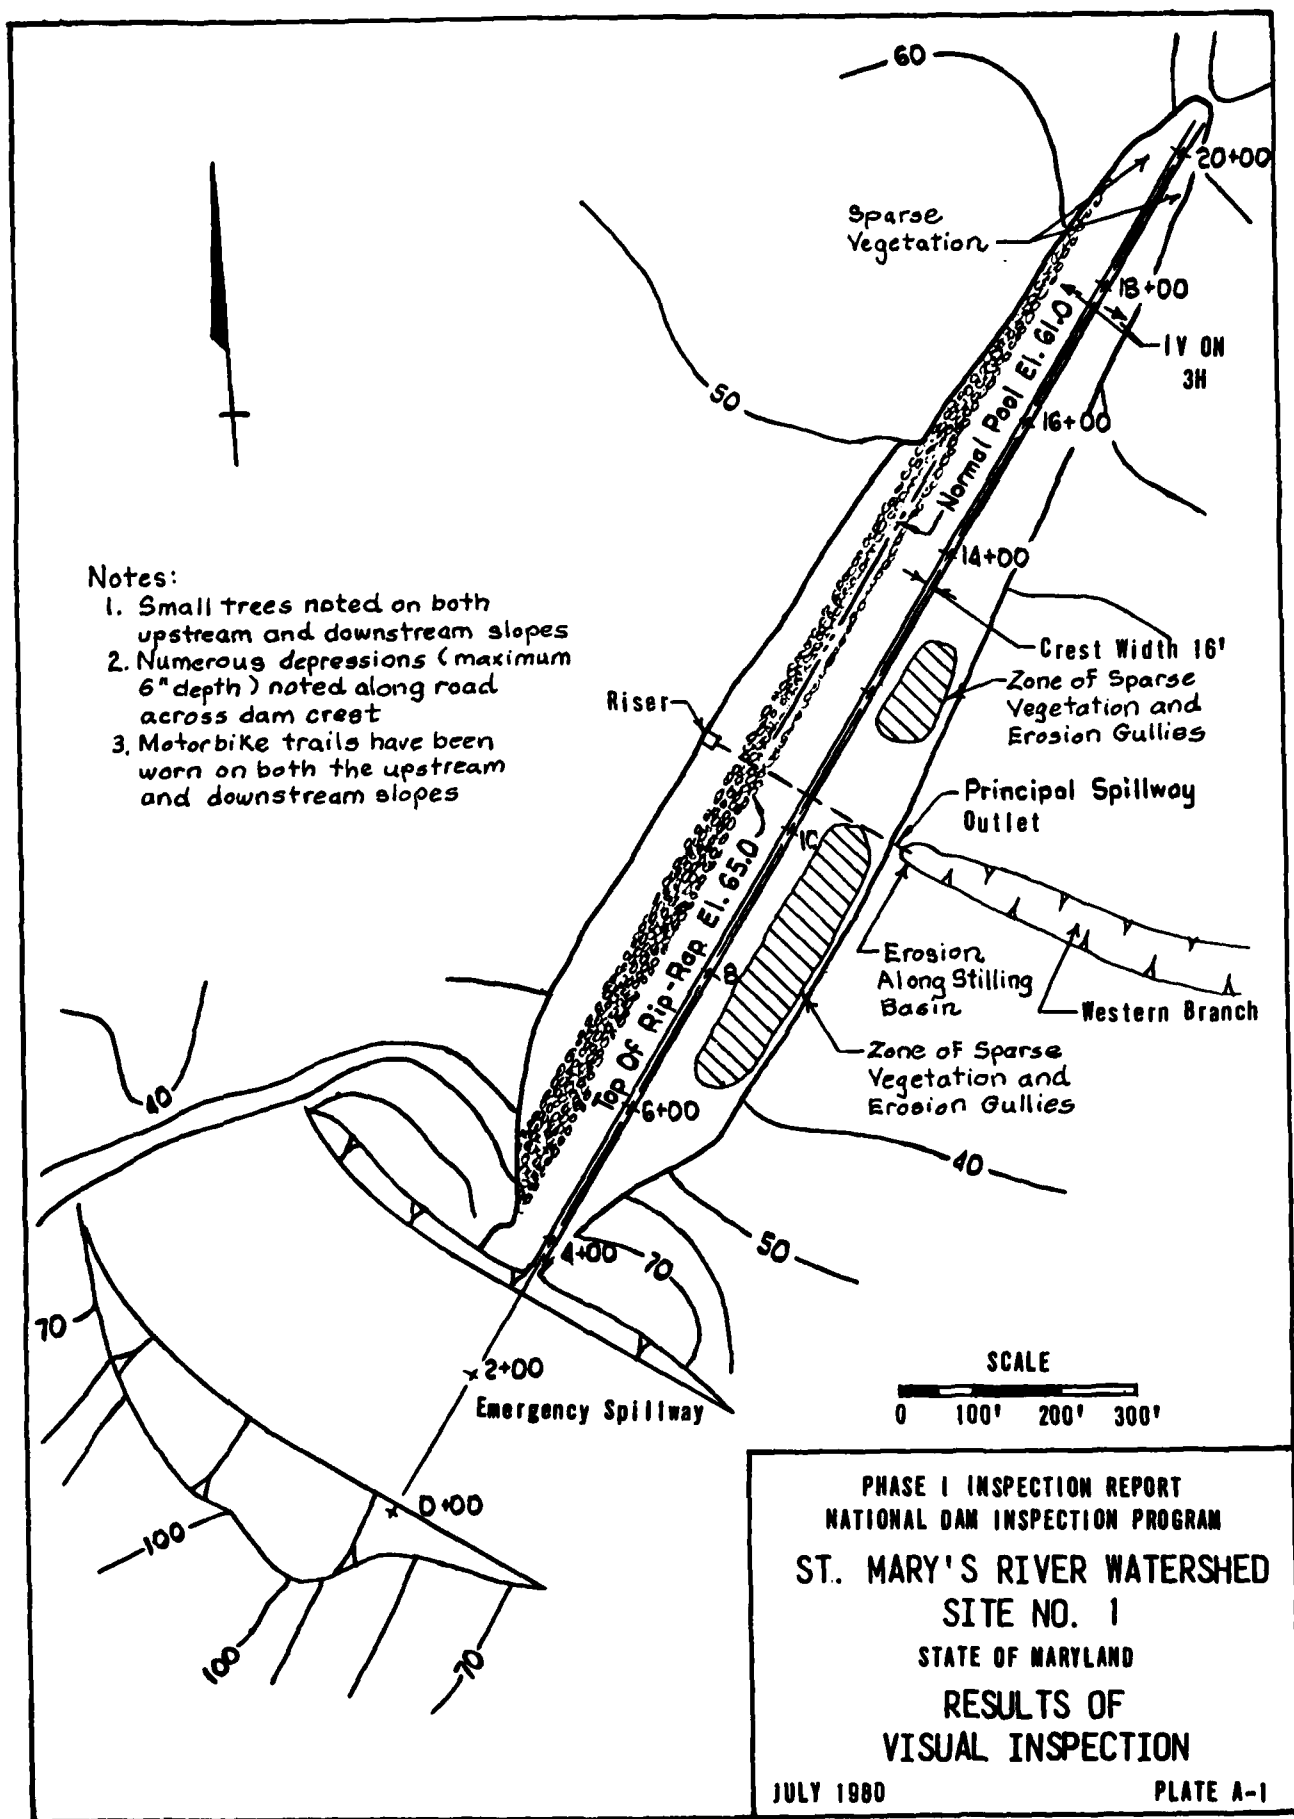 60
20+00
Sparse
Vegetation
18+00
1V ON
3H
Normal Pool El. 61.0
50
16+00
14+00
Notes:
1. Small trees noted on both
upstream and downstream slopes
2. Numerous depressions (maximum
6" depth) noted along road
across dam crest
3. Motorbike trails have been
worn on both the upstream
and downstream slopes
Crest Width 16'
Zone of Sparse
Vegetation and
Erosion Gullies
Riser
Principal Spillway
Outlet
10
Top Of Rip-Rap El. 65.0
8
Erosion
Along Stilling
Basin
Western Branch
Zone of Sparse
Vegetation and
Erosion Gullies
40
6+00
40
50
4+00
70
70
2+00
Emergency Spillway
SCALE
0 100' 200' 300'
0+00
100
100
70
PHASE I INSPECTION REPORT
NATIONAL DAM INSPECTION PROGRAM
ST. MARY'S RIVER WATERSHED
SITE NO. 1
STATE OF MARYLAND
RESULTS OF
VISUAL INSPECTION
JULY 1980 PLATE A-1